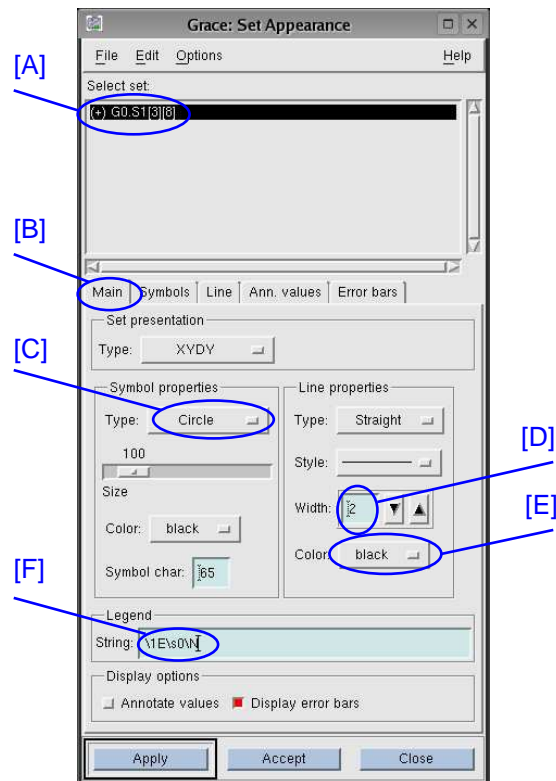 Grace: Set Appearance
File Edit Options Help
[A]
Select set:
(+) G0.S1[3][8]
[B]
Main Symbols Line Ann. values Error bars
Set presentation
Type: XYDY
[C]
Symbol properties
Type: Circle
100
Size
Color: black
Symbol char: 65
Line properties
Type: Straight
Style:
[D]
Width: 2
[E]
Color: black
[F]
Legend
String: \1E\s0\N
Display options
Annotate values Display error bars
Apply Accept Close